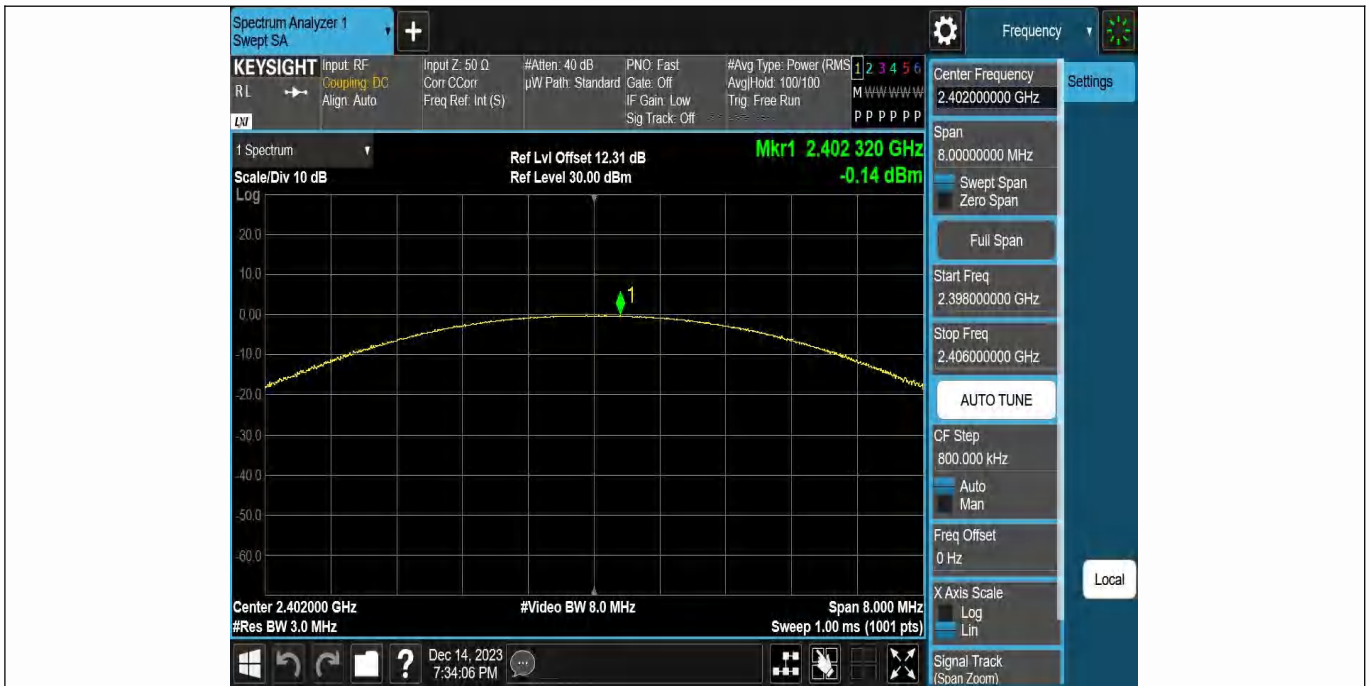 Spectrum Analyzer 1
Swept SA
+
Frequency
KEYSIGHT
RL
LXI
Input: RF
Coupling: DC
Align: Auto
Input Z: 50 Ω
Corr CCorr
Freq Ref: Int (S)
#Atten: 40 dB
µW Path: Standard
PNO: Fast
Gate: Off
IF Gain: Low
Sig Track: Off
#Avg Type: Power (RMS
Avg|Hold: 100/100
Trig: Free Run
1 2 3 4 5 6
M W W W W W
P P P P P P
1 Spectrum
Scale/Div 10 dB
Ref Lvl Offset 12.31 dB
Ref Level 30.00 dBm
Mkr1 2.402 320 GHz
-0.14 dBm
Log
20.0
10.0
0.00
-10.0
-20.0
-30.0
-40.0
-50.0
-60.0
1
Center 2.402000 GHz
#Res BW 3.0 MHz
#Video BW 8.0 MHz
Span 8.000 MHz
Sweep 1.00 ms (1001 pts)
Center Frequency
2.402000000 GHz
Settings
Span
8.00000000 MHz
Swept Span
Zero Span
Full Span
Start Freq
2.398000000 GHz
Stop Freq
2.406000000 GHz
AUTO TUNE
CF Step
800.000 kHz
Auto
Man
Freq Offset
0 Hz
X Axis Scale
Log
Lin
Signal Track
(Span Zoom)
Local
?
Dec 14, 2023
7:34:06 PM